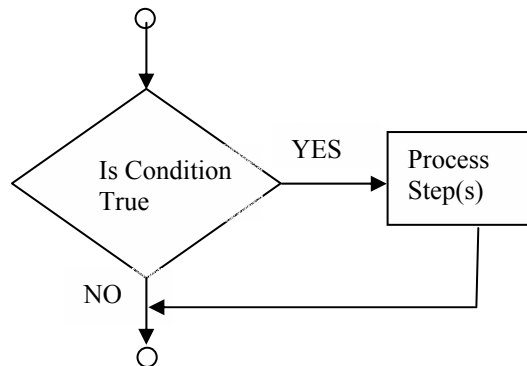 Is Condition
True
YES
Process
Step(s)
NO